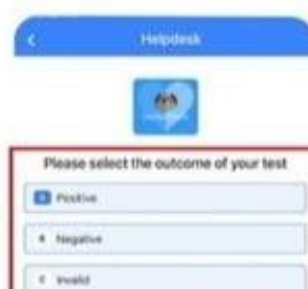 Helpdesk
Please select the outcome of your test
Positive
Negative
C Invalid